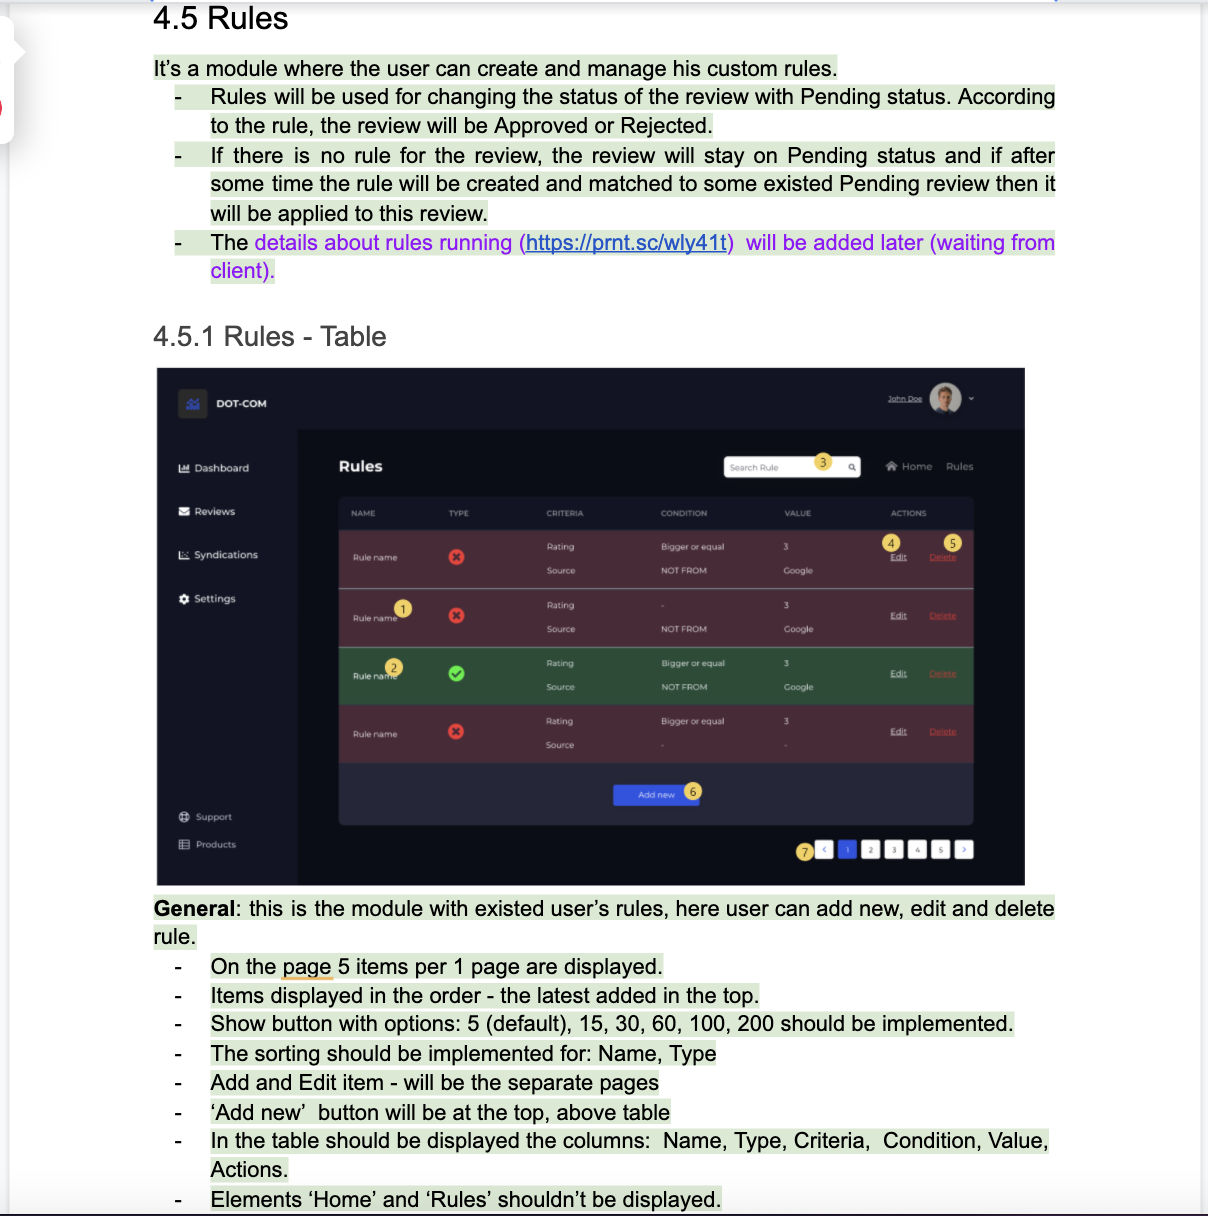 4.5 Rules
It's a module where the user can create and manage his custom rules.
- Rules will be used for changing the status of the review with Pending status. According
to the rule, the review will be Approved or Rejected.
- If there is no rule for the review, the review will stay on Pending status and if after
some time the rule will be created and matched to some existed Pending review then it
will be applied to this review.
- The details about rules running (https://prnt.sc/wly41t)  will be added later (waiting from
client).
4.5.1 Rules - Table
DOT-COM
John Doe
Dashboard
Reviews
Syndications
Settings
Support
Products
Rules
Search Rule 3
Home Rules
NAME TYPE CRITERIA CONDITION VALUE ACTIONS
4 5
Rating Bigger or equal 3
Rule name Edit Delete
Source NOT FROM Google
Rating - 3
Rule name 1 Edit Delete
Source NOT FROM Google
Rating Bigger or equal 3
Rule name 2 Edit Delete
Source NOT FROM Google
Rating Bigger or equal 3
Rule name Edit Delete
Source - -
Add new 6
7 < 1 2 3 4 5 >
General: this is the module with existed user's rules, here user can add new, edit and delete
rule.
- On the page 5 items per 1 page are displayed.
- Items displayed in the order - the latest added in the top.
- Show button with options: 5 (default), 15, 30, 60, 100, 200 should be implemented.
- The sorting should be implemented for: Name, Type
- Add and Edit item - will be the separate pages
- 'Add new'  button will be at the top, above table
- In the table should be displayed the columns:  Name, Type, Criteria,  Condition, Value,
Actions.
- Elements 'Home' and 'Rules' shouldn't be displayed.